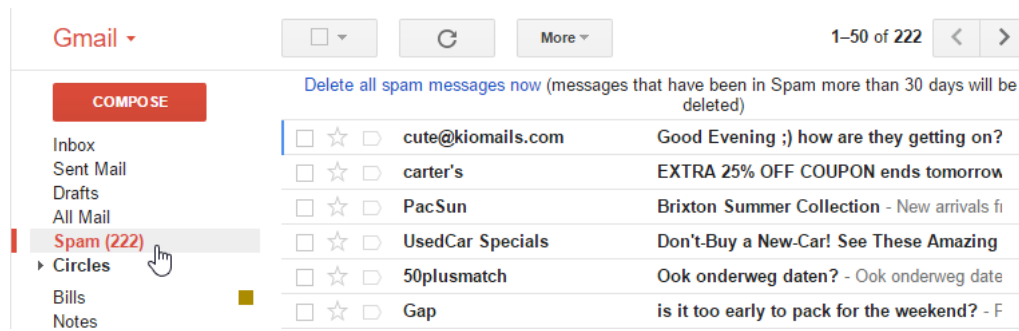 Gmail
More
1–50 of 222
Delete all spam messages now (messages that have been in Spam more than 30 days will be
deleted)
COMPOSE
Inbox
Sent Mail
Drafts
All Mail
Spam (222)
Circles
Bills
Notes
cute@kiomails.com Good Evening ;) how are they getting on?
carter's EXTRA 25% OFF COUPON ends tomorrow
PacSun Brixton Summer Collection - New arrivals
UsedCar Specials Don't-Buy a New-Car! See These Amazing
50plusmatch Ook onderweg daten? - Ook onderweg date
Gap is it too early to pack for the weekend? -